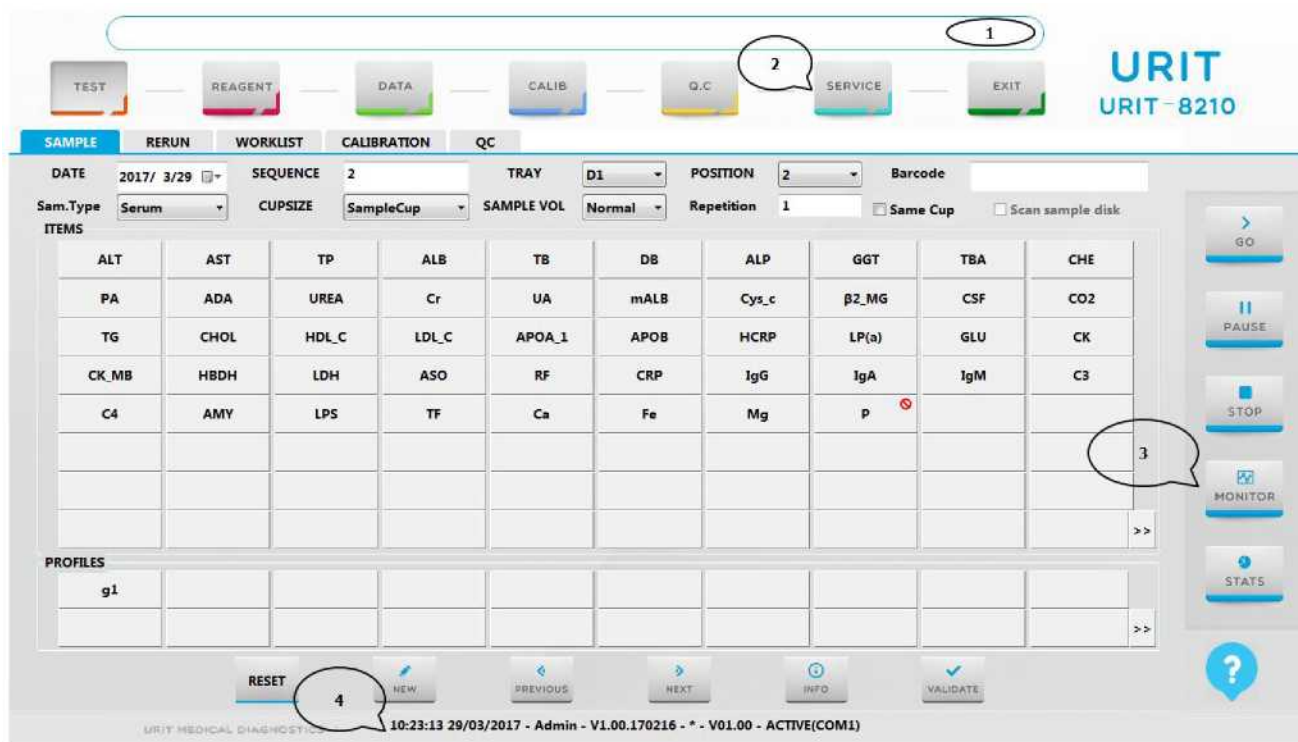 1
2
URIT
URIT-8210
TEST REAGENT DATA CALIB Q.C SERVICE EXIT
SAMPLE RERUN WORKLIST CALIBRATION QC
DATE 2017/ 3/29 SEQUENCE 2 TRAY D1 POSITION 2 Barcode
Sam.Type Serum CUPSIZE SampleCup SAMPLE VOL Normal Repetition 1 Same Cup Scan sample disk
ITEMS
ALT AST TP ALB TB DB ALP GGT TBA CHE
PA ADA UREA Cr UA mALB Cys_c β2_MG CSF CO2
TG CHOL HDL_C LDL_C APOA_1 APOB HCRP LP(a) GLU CK
CK_MB HBDH LDH ASO RF CRP IgG IgA IgM C3
C4 AMY LPS TF Ca Fe Mg P
>>
PROFILES
g1
>>
GO
PAUSE
STOP
3
MONITOR
STATS
?
RESET NEW PREVIOUS NEXT INFO VALIDATE
4
URIT MEDICAL DIAGNOSTICS 10:23:13 29/03/2017 - Admin - V1.00.170216 - * - V01.00 - ACTIVE(COM1)